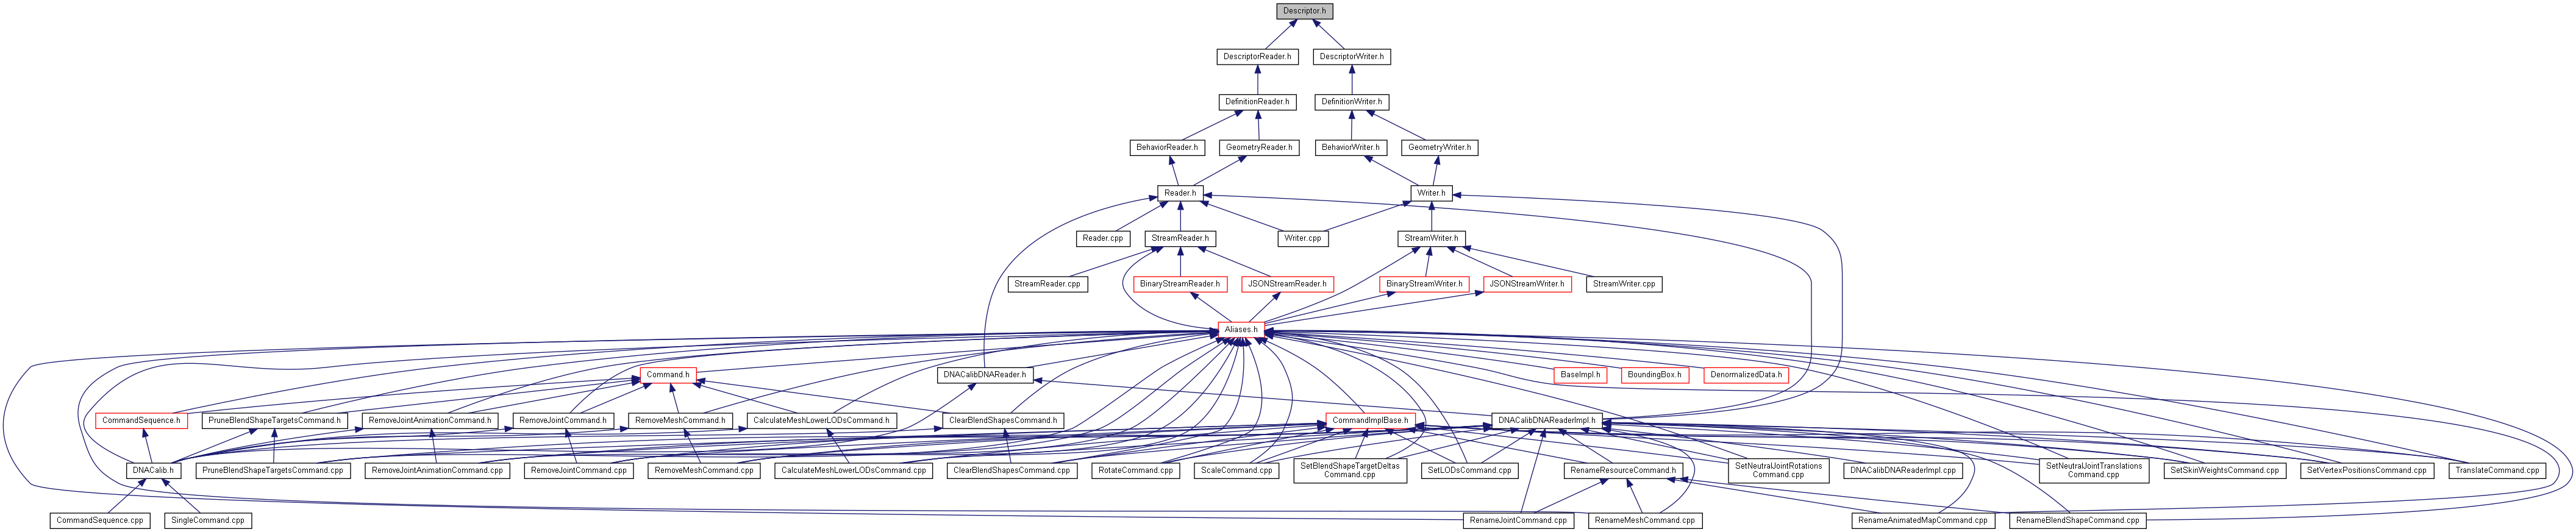 Descriptor.h
DescriptorReader.h
DescriptorWriter.h
DefinitionReader.h
DefinitionWriter.h
BehaviorReader.h
GeometryReader.h
BehaviorWriter.h
GeometryWriter.h
Reader.h
Writer.h
Reader.cpp
StreamReader.h
Writer.cpp
StreamWriter.h
StreamReader.cpp
BinaryStreamReader.h
JSONStreamReader.h
BinaryStreamWriter.h
JSONStreamWriter.h
StreamWriter.cpp
Aliases.h
Command.h
DNACalibDNAReader.h
BaseImpl.h
BoundingBox.h
DenormalizedData.h
CommandSequence.h
PruneBlendShapeTargetsCommand.h
RemoveJointAnimationCommand.h
RemoveJointCommand.h
RemoveMeshCommand.h
CalculateMeshLowerLODsCommand.h
ClearBlendShapesCommand.h
CommandImplBase.h
DNACalibDNAReaderImpl.h
DNACalib.h
PruneBlendShapeTargetsCommand.cpp
RemoveJointAnimationCommand.cpp
RemoveJointCommand.cpp
RemoveMeshCommand.cpp
CalculateMeshLowerLODsCommand.cpp
ClearBlendShapesCommand.cpp
RotateCommand.cpp
ScaleCommand.cpp
SetBlendShapeTargetDeltas
Command.cpp
SetLODsCommand.cpp
RenameResourceCommand.h
SetNeutralJointRotations
Command.cpp
DNACalibDNAReaderImpl.cpp
SetNeutralJointTranslations
Command.cpp
SetSkinWeightsCommand.cpp
SetVertexPositionsCommand.cpp
TranslateCommand.cpp
CommandSequence.cpp
SingleCommand.cpp
RenameJointCommand.cpp
RenameMeshCommand.cpp
RenameAnimatedMapCommand.cpp
RenameBlendShapeCommand.cpp